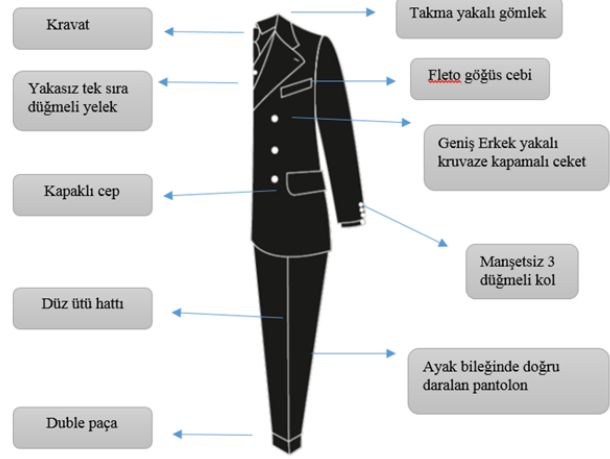 Kravat
Takma yakalı gömlek
Yakasız tek sıra
düğmeli yelek
Fleto göğüs cebi
Geniş Erkek yakalı
kruvaze kapamalı ceket
Kapaklı cep
Manşetsiz 3
düğmeli kol
Düz ütü hattı
Ayak bileğinde doğru
daralan pantolon
Duble paça